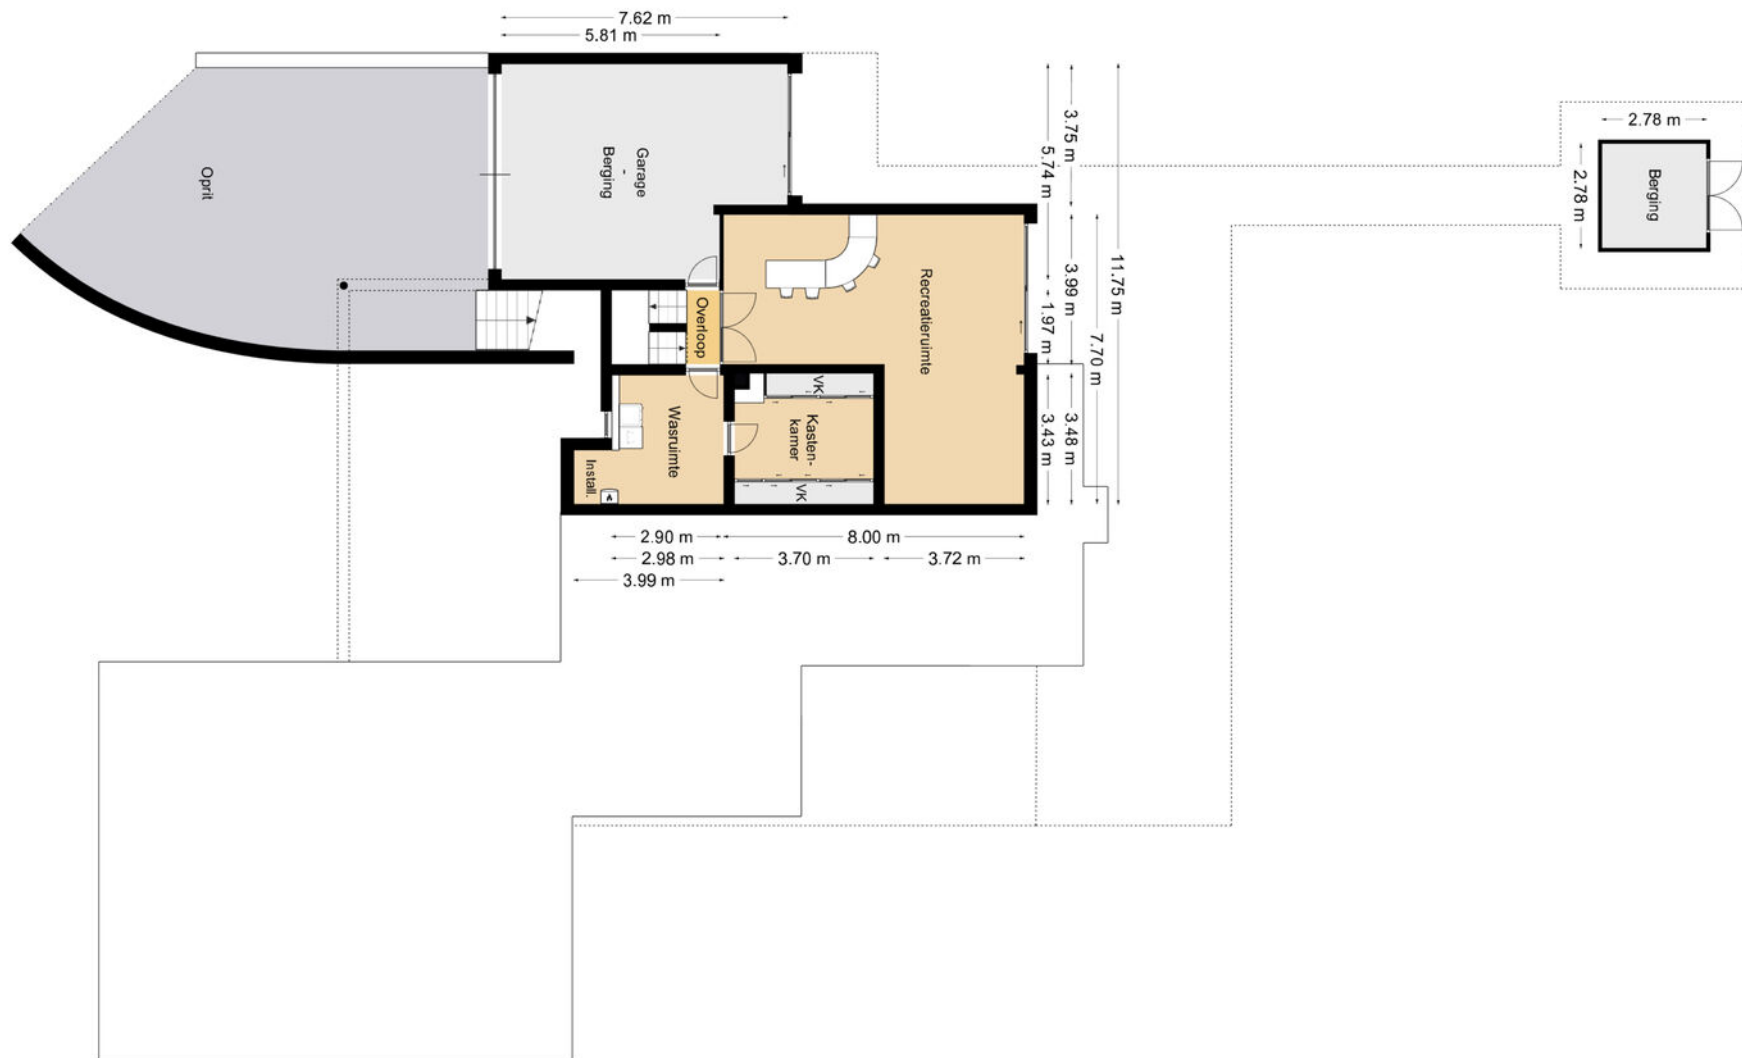 7.62 m
5.81 m
3.75 m
5.74 m
11.75 m
2.78 m
2.78 m
Berging
Garage
-
Berging
Oprit
Recreatieruimte
3.99 m
1.97 m
7.70 m
Overloop
VK
Kasten-
kamer
VK
Wasruimte
Install.
3.43 m
3.48 m
2.90 m
8.00 m
2.98 m
3.70 m
3.72 m
3.99 m